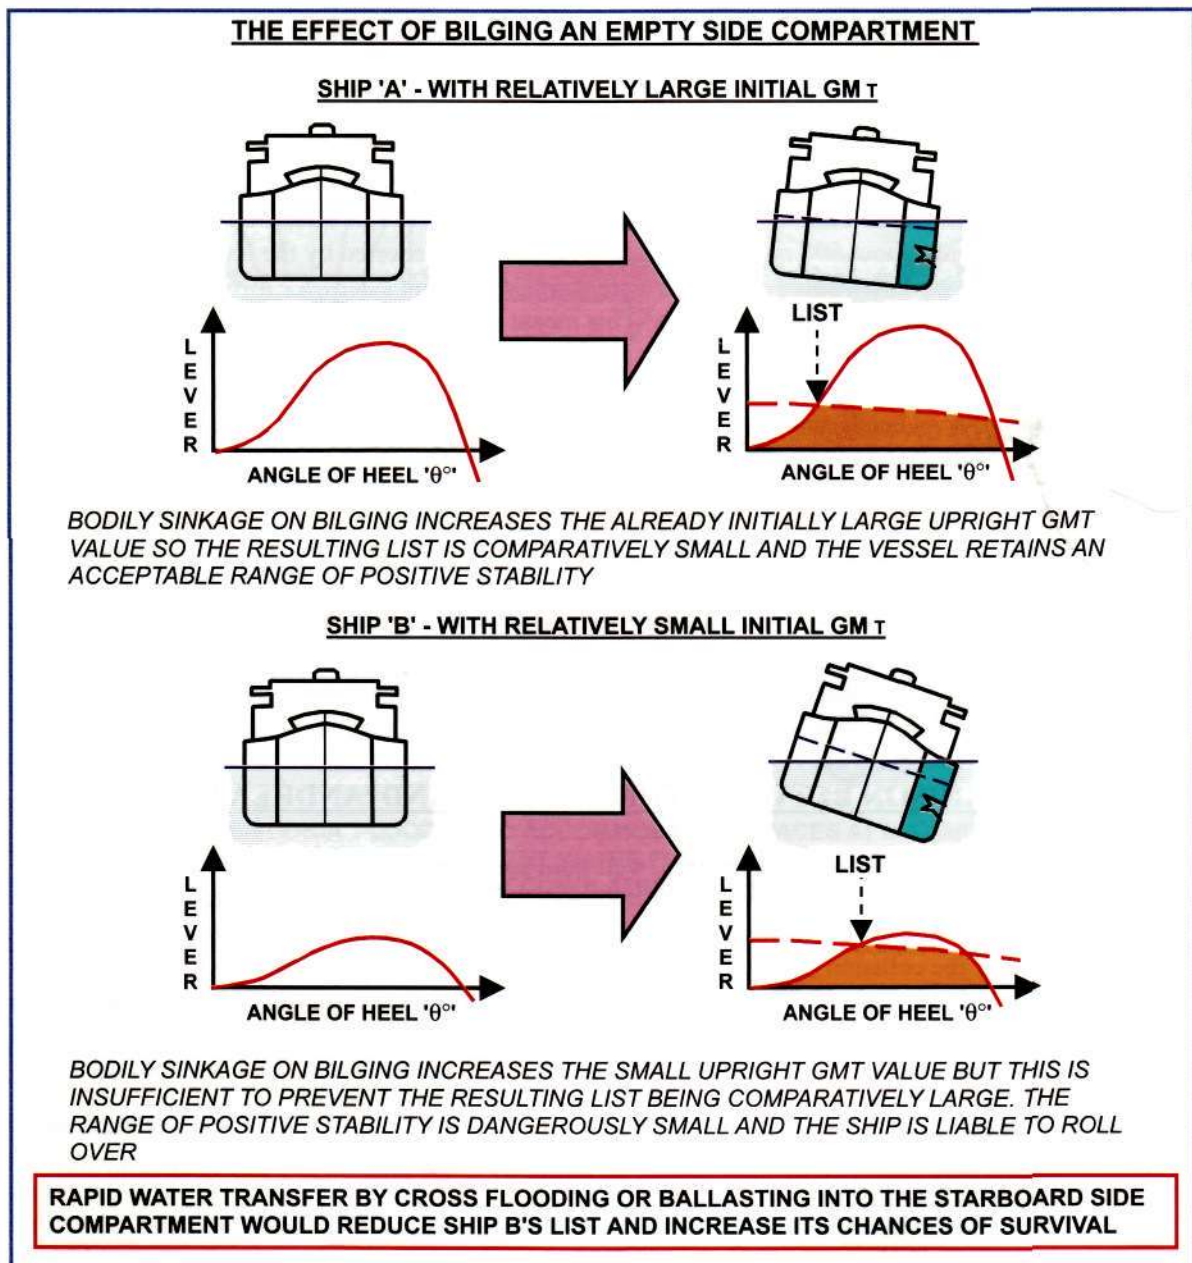 THE EFFECT OF BILGING AN EMPTY SIDE COMPARTMENT
SHIP 'A' - WITH RELATIVELY LARGE INITIAL GM T
LEVER
ANGLE OF HEEL 'θ°'
LIST
LEVER
ANGLE OF HEEL 'θ°'
BODILY SINKAGE ON BILGING INCREASES THE ALREADY INITIALLY LARGE UPRIGHT GMT
VALUE SO THE RESULTING LIST IS COMPARATIVELY SMALL AND THE VESSEL RETAINS AN
ACCEPTABLE RANGE OF POSITIVE STABILITY
SHIP 'B' - WITH RELATIVELY SMALL INITIAL GM T
LEVER
ANGLE OF HEEL 'θ°'
LIST
LEVER
ANGLE OF HEEL 'θ°'
BODILY SINKAGE ON BILGING INCREASES THE SMALL UPRIGHT GMT VALUE BUT THIS IS
INSUFFICIENT TO PREVENT THE RESULTING LIST BEING COMPARATIVELY LARGE. THE
RANGE OF POSITIVE STABILITY IS DANGEROUSLY SMALL AND THE SHIP IS LIABLE TO ROLL
OVER
RAPID WATER TRANSFER BY CROSS FLOODING OR BALLASTING INTO THE STARBOARD SIDE
COMPARTMENT WOULD REDUCE SHIP B'S LIST AND INCREASE ITS CHANCES OF SURVIVAL